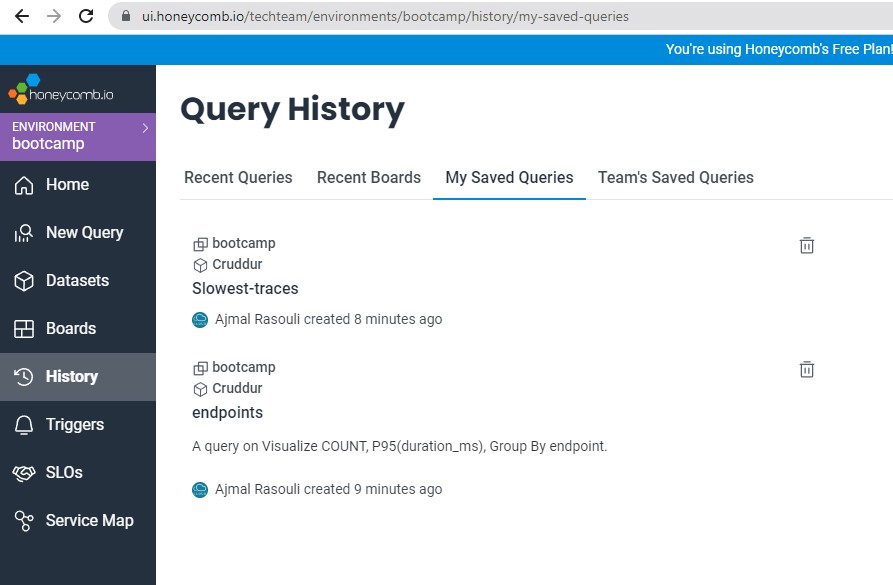 ui.honeycomb.io/techteam/environments/bootcamp/history/my-saved-queries
You're using Honeycomb's Free Plan!
honeycomb.io
ENVIRONMENT
bootcamp
Home
New Query
Datasets
Boards
History
Triggers
SLOs
Service Map
Query History
Recent Queries Recent Boards My Saved Queries Team's Saved Queries
bootcamp
Cruddur
Slowest-traces
Ajmal Rasouli created 8 minutes ago
bootcamp
Cruddur
endpoints
A query on Visualize COUNT, P95(duration_ms), Group By endpoint.
Ajmal Rasouli created 9 minutes ago